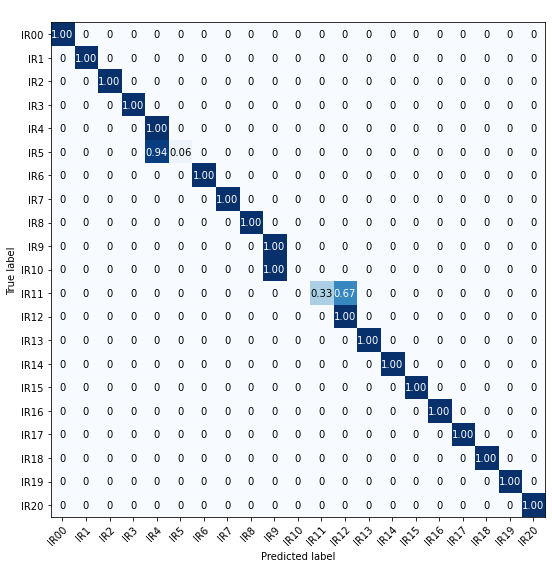 IR00 1.00 0 0 0 0 0 0 0 0 0 0 0 0 0 0 0 0 0 0 0 0
IR1 0 1.00 0 0 0 0 0 0 0 0 0 0 0 0 0 0 0 0 0 0 0
IR2 0 0 1.00 0 0 0 0 0 0 0 0 0 0 0 0 0 0 0 0 0 0
IR3 0 0 0 1.00 0 0 0 0 0 0 0 0 0 0 0 0 0 0 0 0 0
IR4 0 0 0 0 1.00 0 0 0 0 0 0 0 0 0 0 0 0 0 0 0 0
IR5 0 0 0 0 0.94 0.06 0 0 0 0 0 0 0 0 0 0 0 0 0 0 0
IR6 0 0 0 0 0 0 1.00 0 0 0 0 0 0 0 0 0 0 0 0 0 0
IR7 0 0 0 0 0 0 0 1.00 0 0 0 0 0 0 0 0 0 0 0 0 0
IR8 0 0 0 0 0 0 0 0 1.00 0 0 0 0 0 0 0 0 0 0 0 0
IR9 0 0 0 0 0 0 0 0 0 1.00 0 0 0 0 0 0 0 0 0 0 0
IR10 0 0 0 0 0 0 0 0 0 1.00 0 0 0 0 0 0 0 0 0 0 0
IR11 0 0 0 0 0 0 0 0 0 0 0 0.33 0.67 0 0 0 0 0 0 0 0
IR12 0 0 0 0 0 0 0 0 0 0 0 0 1.00 0 0 0 0 0 0 0 0
IR13 0 0 0 0 0 0 0 0 0 0 0 0 0 1.00 0 0 0 0 0 0 0
IR14 0 0 0 0 0 0 0 0 0 0 0 0 0 0 1.00 0 0 0 0 0 0
IR15 0 0 0 0 0 0 0 0 0 0 0 0 0 0 0 1.00 0 0 0 0 0
IR16 0 0 0 0 0 0 0 0 0 0 0 0 0 0 0 0 1.00 0 0 0 0
IR17 0 0 0 0 0 0 0 0 0 0 0 0 0 0 0 0 0 1.00 0 0 0
IR18 0 0 0 0 0 0 0 0 0 0 0 0 0 0 0 0 0 0 1.00 0 0
IR19 0 0 0 0 0 0 0 0 0 0 0 0 0 0 0 0 0 0 0 1.00 0
IR20 0 0 0 0 0 0 0 0 0 0 0 0 0 0 0 0 0 0 0 0 1.00
IR00 IR1 IR2 IR3 IR4 IR5 IR6 IR7 IR8 IR9 IR10 IR11 IR12 IR13 IR14 IR15 IR16 IR17 IR18 IR19 IR20
True label
Predicted label